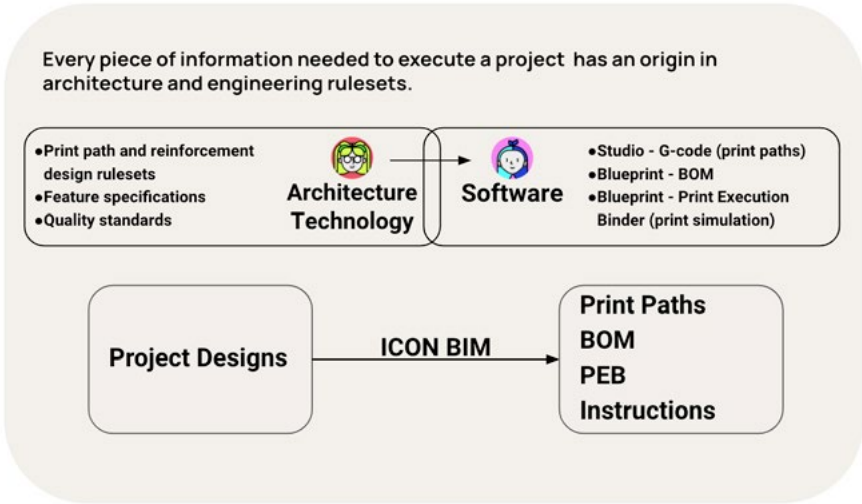 Every piece of information needed to execute a project has an origin in
architecture and engineering rulesets.
●Print path and reinforcement
design rulesets
●Feature specifications
●Quality standards
Architecture
Technology
Software
●Studio - G-code (print paths)
●Blueprint - BOM
●Blueprint - Print Execution
Binder (print simulation)
Project Designs
ICON BIM
Print Paths
BOM
PEB
Instructions